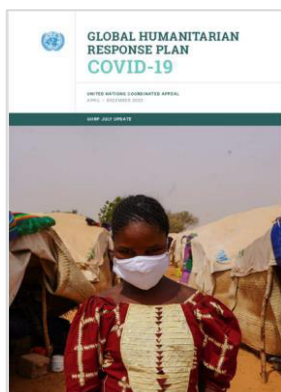 GLOBAL HUMANITARIAN
RESPONSE PLAN
COVID-19
UNITED NATIONS COORDINATED APPEAL
APRIL – DECEMBER 2020
GHRP JULY UPDATE